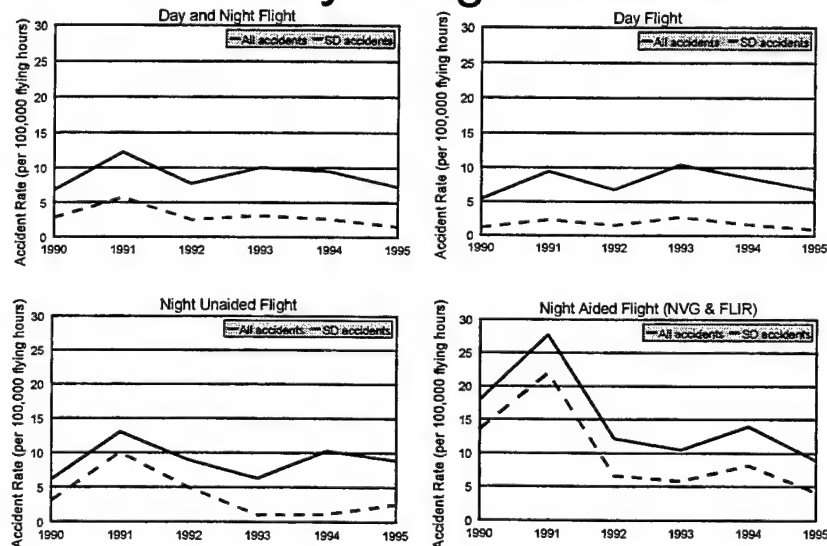 Day and Night Flight
Accident Rate (per 100,000 flying hours)
30
25
20
15
10
5
0
All accidents SD accidents
1990 1991 1992 1993 1994 1995
Day Flight
Accident Rate (per 100,000 flying hours)
30
25
20
15
10
5
0
All accidents SD accidents
1990 1991 1992 1993 1994 1995
Night Unaided Flight
Accident Rate (per 100,000 flying hours)
30
25
20
15
10
5
0
All accidents SD accidents
1990 1991 1992 1993 1994 1995
Night Aided Flight (NVG & FLIR)
Accident Rate (per 100,000 flying hours)
30
25
20
15
10
5
0
All accidents SD accidents
1990 1991 1992 1993 1994 1995